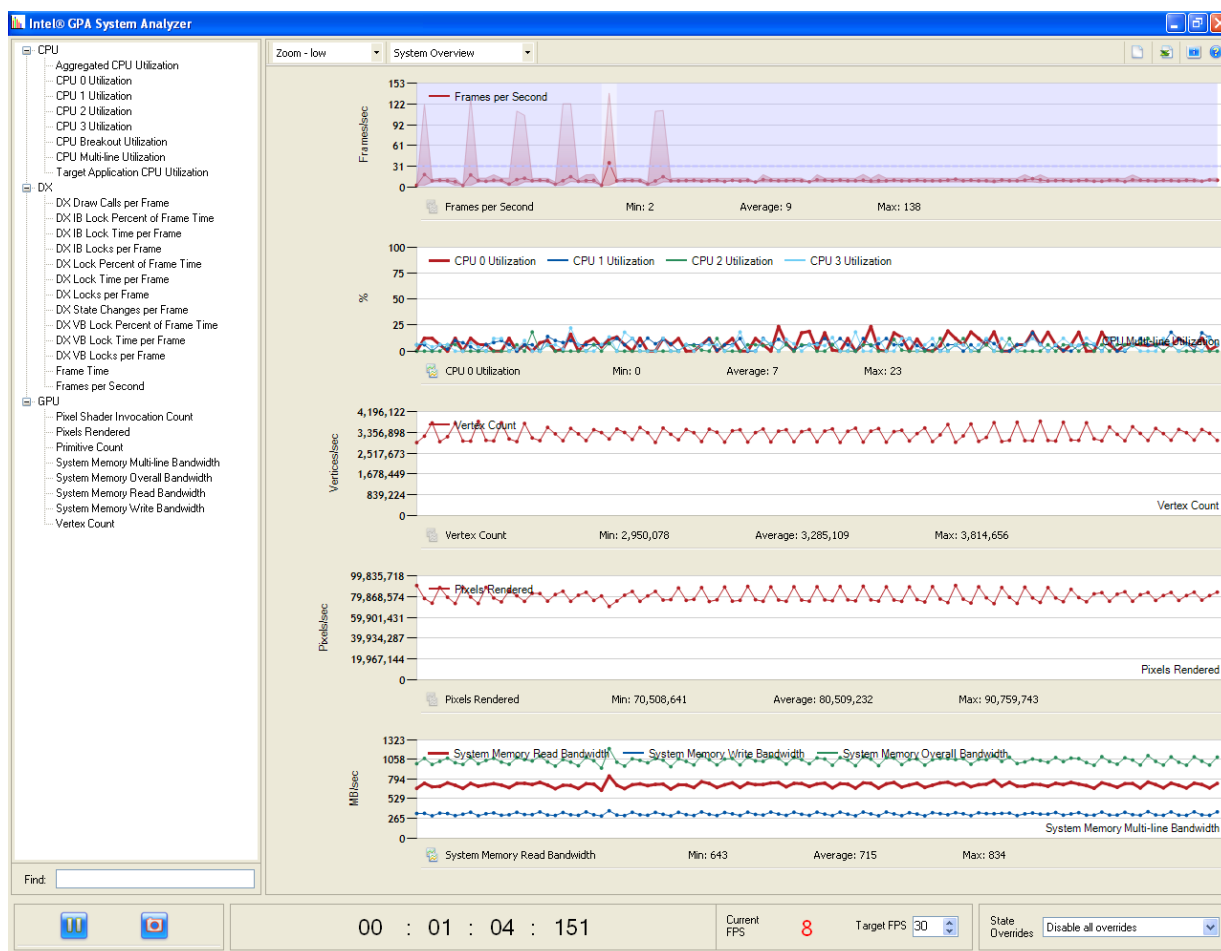 Intel® GPA System Analyzer
CPU
Aggregated CPU Utilization
CPU 0 Utilization
CPU 1 Utilization
CPU 2 Utilization
CPU 3 Utilization
CPU Breakout Utilization
CPU Multi-line Utilization
Target Application CPU Utilization
DX
DX Draw Calls per Frame
DX IB Lock Percent of Frame Time
DX IB Lock Time per Frame
DX IB Locks per Frame
DX Lock Percent of Frame Time
DX Lock Time per Frame
DX Locks per Frame
DX State Changes per Frame
DX VB Lock Percent of Frame Time
DX VB Lock Time per Frame
DX VB Locks per Frame
Frame Time
Frames per Second
GPU
Pixel Shader Invocation Count
Pixels Rendered
Primitive Count
System Memory Multi-line Bandwidth
System Memory Overall Bandwidth
System Memory Read Bandwidth
System Memory Write Bandwidth
Vertex Count
Find:
Zoom - low System Overview
Frames/sec
153
122
92
61
31
0
Frames per Second
Frames per Second Min: 2 Average: 9 Max: 138
%
100
75
50
25
0
CPU 0 Utilization CPU 1 Utilization CPU 2 Utilization CPU 3 Utilization
CPU Multi-line Utilization
CPU 0 Utilization Min: 0 Average: 7 Max: 23
Vertices/sec
4,196,122
3,356,898
2,517,673
1,678,449
839,224
0
Vertex Count
Vertex Count
Vertex Count Min: 2,950,078 Average: 3,285,109 Max: 3,814,656
Pixels/sec
99,835,718
79,868,574
59,901,431
39,934,287
19,967,144
0
Pixels Rendered
Pixels Rendered
Pixels Rendered Min: 70,508,641 Average: 80,509,232 Max: 90,759,743
MB/sec
1323
1058
794
529
265
0
System Memory Read Bandwidth System Memory Write Bandwidth System Memory Overall Bandwidth
System Memory Multi-line Bandwidth
System Memory Read Bandwidth Min: 643 Average: 715 Max: 834
00 : 01 : 04 : 151
Current FPS 8
Target FPS 30
State Overrides Disable all overrides